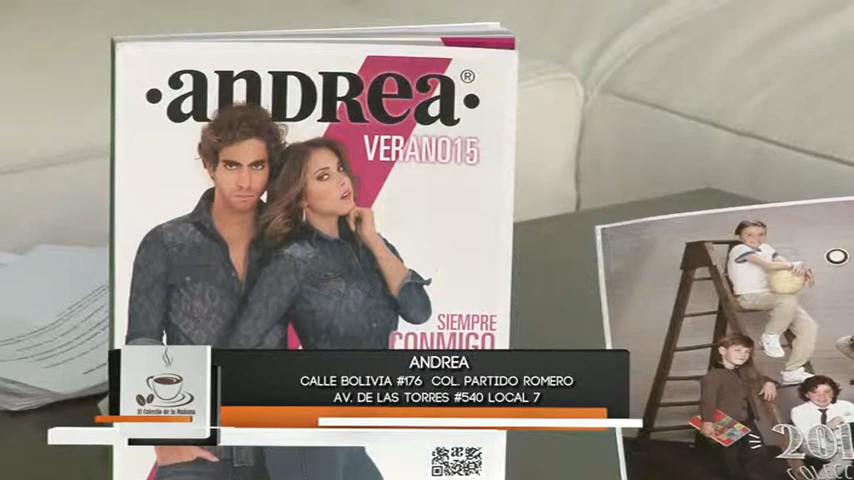 ·ANDREA·®
VERANO15
SIEMPRE
CONMIGO
ANDREA
CALLE BOLIVIA #176 COL. PARTIDO ROMERO
AV. DE LAS TORRES #540 LOCAL 7
El Cafecito de la Mañana